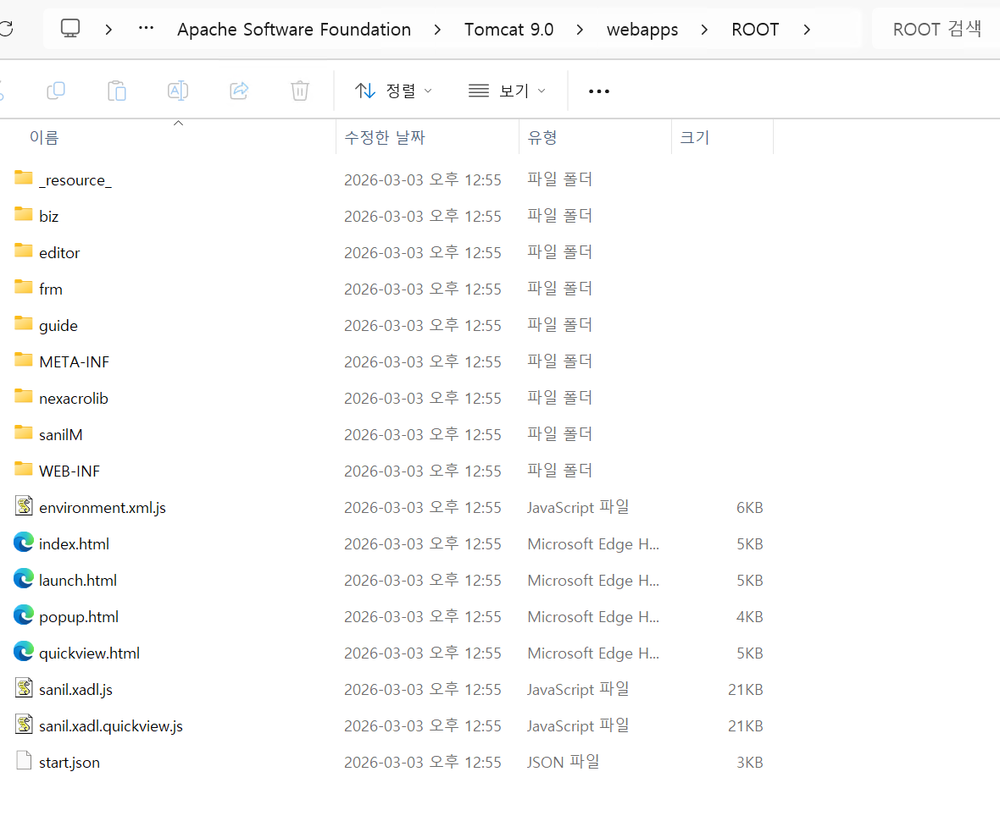 ··· Apache Software Foundation Tomcat 9.0 webapps ROOT ROOT 검색
정렬 보기 ···
이름 수정한 날짜 유형 크기
_resource_ 2026-03-03 오후 12:55 파일 폴더
biz 2026-03-03 오후 12:55 파일 폴더
editor 2026-03-03 오후 12:55 파일 폴더
frm 2026-03-03 오후 12:55 파일 폴더
guide 2026-03-03 오후 12:55 파일 폴더
META-INF 2026-03-03 오후 12:55 파일 폴더
nexacrolib 2026-03-03 오후 12:55 파일 폴더
sanilM 2026-03-03 오후 12:55 파일 폴더
WEB-INF 2026-03-03 오후 12:55 파일 폴더
environment.xml.js 2026-03-03 오후 12:55 JavaScript 파일 6KB
index.html 2026-03-03 오후 12:55 Microsoft Edge H... 5KB
launch.html 2026-03-03 오후 12:55 Microsoft Edge H... 5KB
popup.html 2026-03-03 오후 12:55 Microsoft Edge H... 4KB
quickview.html 2026-03-03 오후 12:55 Microsoft Edge H... 5KB
sanil.xadl.js 2026-03-03 오후 12:55 JavaScript 파일 21KB
sanil.xadl.quickview.js 2026-03-03 오후 12:55 JavaScript 파일 21KB
start.json 2026-03-03 오후 12:55 JSON 파일 3KB